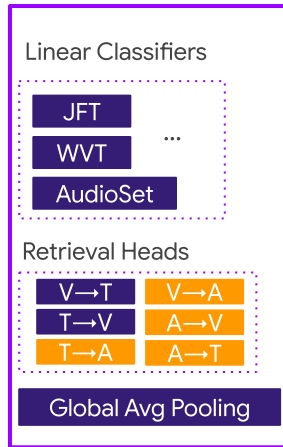 Linear Classifiers
JFT
...
WVT
AudioSet
Retrieval Heads
V→T V→A
T→V A→V
T→A A→T
Global Avg Pooling